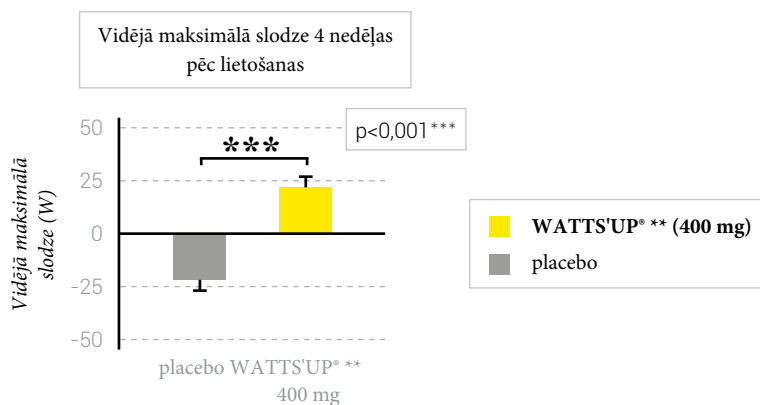 Vidējā maksimālā slodze 4 nedēļas
pēc lietošanas
p<0,001***
***
50
25
0
-25
-50
Vidējā maksimālā
slodze (W)
placebo WATTS'UP® **
400 mg
WATTS'UP® ** (400 mg)
placebo